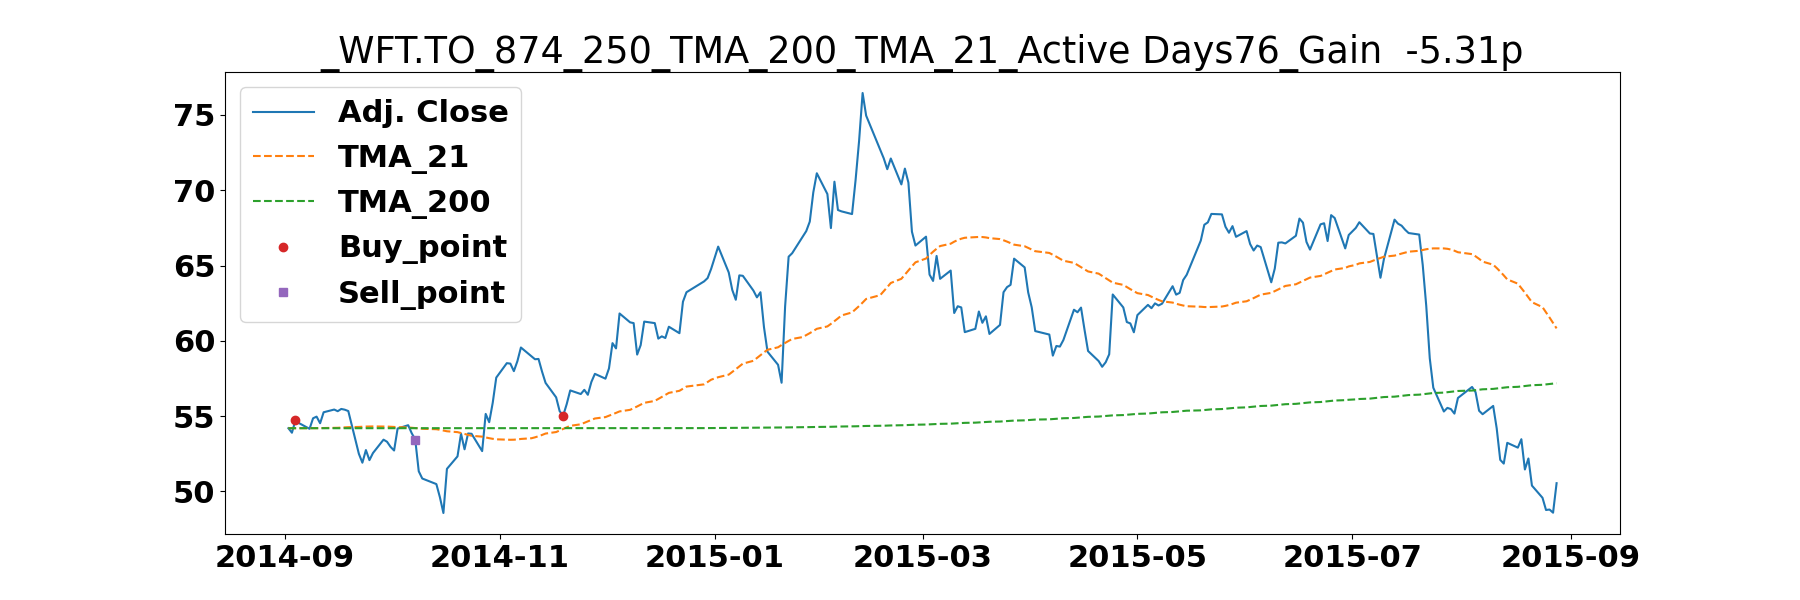 _WFT.TO_874_250_TMA_200_TMA_21_Active Days76_Gain  -5.31p
Adj. Close
TMA_21
TMA_200
Buy_point
Sell_point
75
70
65
60
55
50
2014-09 2014-11 2015-01 2015-03 2015-05 2015-07 2015-09